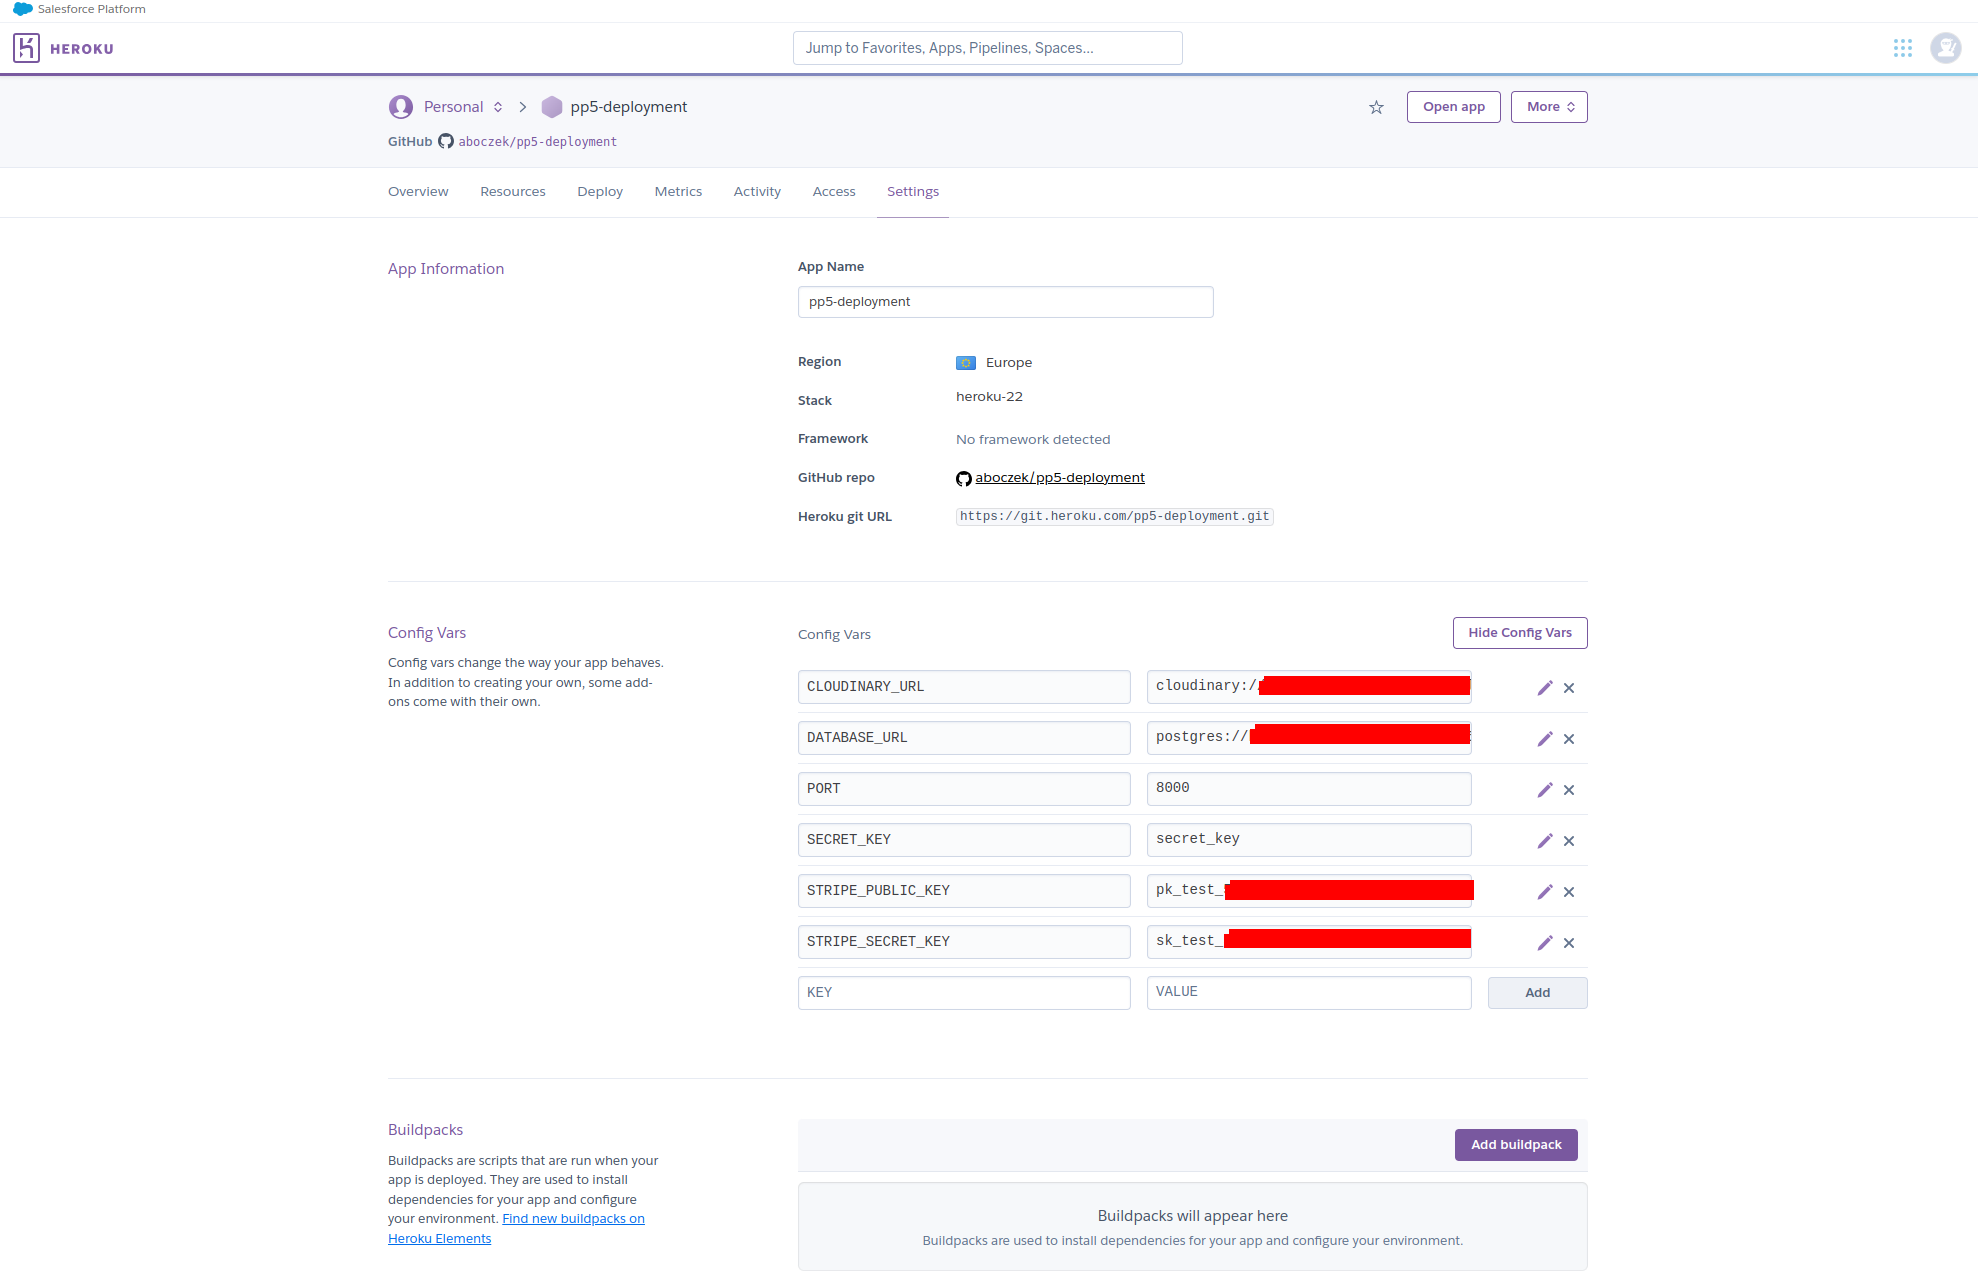 Salesforce Platform
HEROKU
Jump to Favorites, Apps, Pipelines, Spaces...
Personal
pp5-deployment
Open app
More
GitHub aboczek/pp5-deployment
Overview Resources Deploy Metrics Activity Access Settings
App Information
App Name
pp5-deployment
Region Europe
Stack heroku-22
Framework No framework detected
GitHub repo aboczek/pp5-deployment
Heroku git URL https://git.heroku.com/pp5-deployment.git
Config Vars
Config vars change the way your app behaves.
In addition to creating your own, some add-
ons come with their own.
Config Vars
Hide Config Vars
CLOUDINARY_URL cloudinary:/
DATABASE_URL postgres://
PORT 8000
SECRET_KEY secret_key
STRIPE_PUBLIC_KEY pk_test_
STRIPE_SECRET_KEY sk_test_
KEY VALUE Add
Buildpacks
Buildpacks are scripts that are run when your
app is deployed. They are used to install
dependencies for your app and configure
your environment. Find new buildpacks on
Heroku Elements
Add buildpack
Buildpacks will appear here
Buildpacks are used to install dependencies for your app and configure your environment.